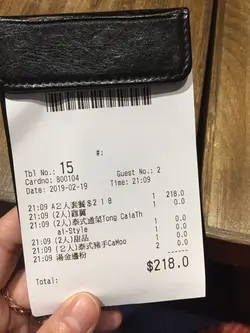 #:
Tbl No.: 15
Cardno: 800104 Guest No.: 2
Date: 2019-02-19 Time: 21:09
21:09 A2人套餐$218 1 218.0
21:09 (2人)雞翼 1 0.0
21:09 (2人)泰式通菜Tong CaiaTh 1 0.0
ai-Style
21:09 (2人)甜品 2 0.0
21:09 (2人)泰式豬手CaHoo 1 0.0
21:09 湯金邊粉 0.0
$218.0
Total: